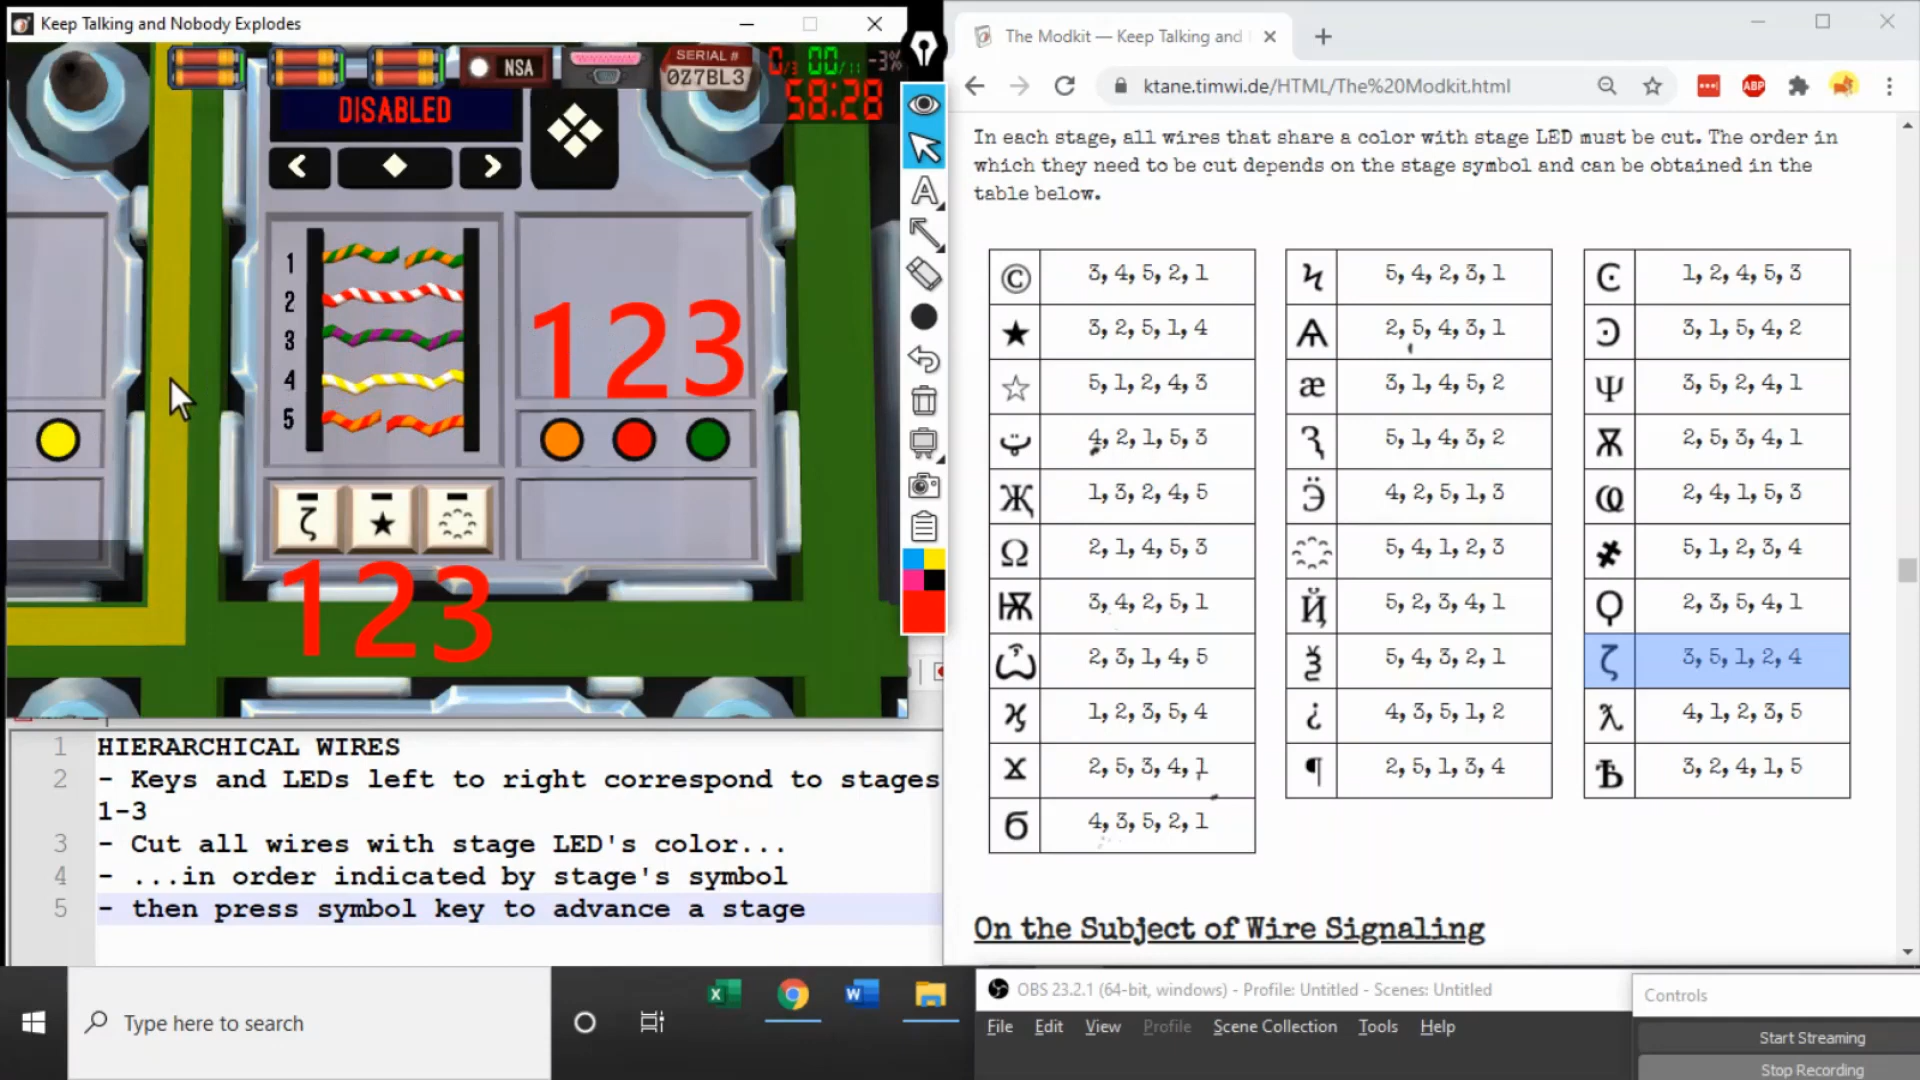 Keep Talking and Nobody Explodes
NSA
SERIAL #
0Z7BL3
0/3 00/11 -3%
58:28
DISABLED
1
2
3
4
5
123
ζ ★
123
1 HIERARCHICAL WIRES
2 - Keys and LEDs left to right correspond to stages
1-3
3 - Cut all wires with stage LED's color...
4 - ...in order indicated by stage's symbol
5 - then press symbol key to advance a stage
The Modkit — Keep Talking and
ktane.timwi.de/HTML/The%20Modkit.html
ABP
In each stage, all wires that share a color with stage LED must be cut. The order in
which they need to be cut depends on the stage symbol and can be obtained in the
table below.
© 3, 4, 5, 2, 1
★ 3, 2, 5, 1, 4
☆ 5, 1, 2, 4, 3
ت 4, 2, 1, 5, 3
Җ 1, 3, 2, 4, 5
Ω 2, 1, 4, 5, 3
Ѭ 3, 4, 2, 5, 1
Ѽ 2, 3, 1, 4, 5
ϗ 1, 2, 3, 5, 4
Ϫ 2, 5, 3, 4, 1
б 4, 3, 5, 2, 1
Ϟ 5, 4, 2, 3, 1
Ѧ 2, 5, 4, 3, 1
æ 3, 1, 4, 5, 2
Ԇ 5, 1, 4, 3, 2
Ӭ 4, 2, 5, 1, 3
҈ 5, 4, 1, 2, 3
Ҋ 5, 2, 3, 4, 1
Ѯ 5, 4, 3, 2, 1
¿ 4, 3, 5, 1, 2
¶ 2, 5, 1, 3, 4
Ͼ 1, 2, 4, 5, 3
Ͽ 3, 1, 5, 4, 2
Ψ 3, 5, 2, 4, 1
Ѫ 2, 5, 3, 4, 1
Ҩ 2, 4, 1, 5, 3
҂ 5, 1, 2, 3, 4
Ϙ 2, 3, 5, 4, 1
ζ 3, 5, 1, 2, 4
ƛ 4, 1, 2, 3, 5
Ѣ 3, 2, 4, 1, 5
On the Subject of Wire Signaling
OBS 23.2.1 (64-bit, windows) - Profile: Untitled - Scenes: Untitled
File Edit View Profile Scene Collection Tools Help
Controls
Start Streaming
Stop Recording
Type here to search